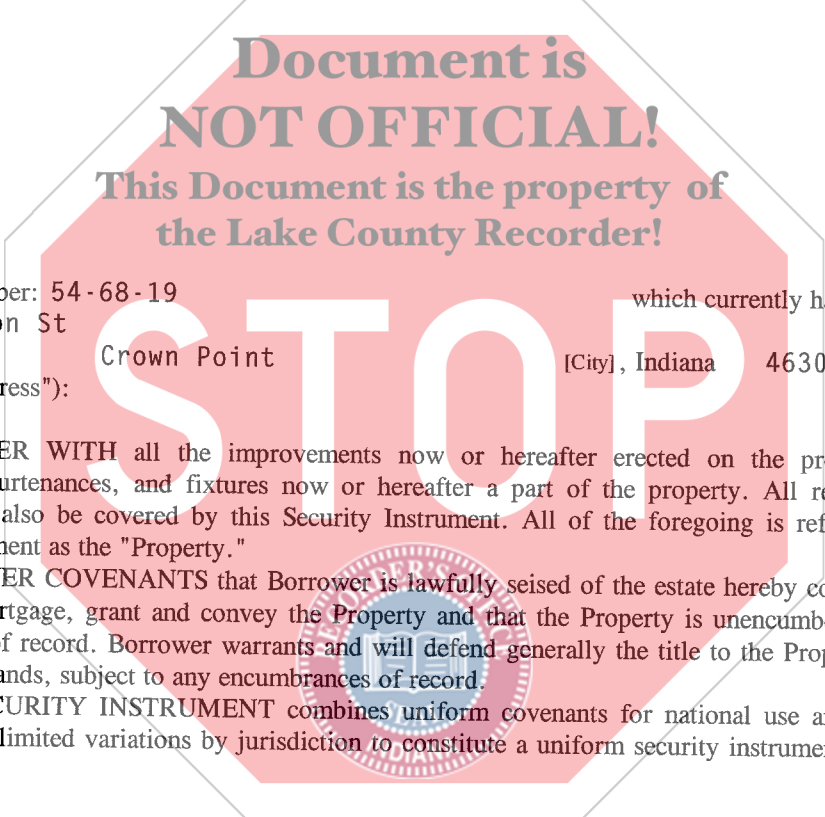 Document is
NOT OFFICIAL!
This Document is the property of
the Lake County Recorder!
STOP
ber: 54-68-19 which currently h
on St
Crown Point [City], Indiana 4630
ress"):
ER WITH all the improvements now or hereafter erected on the pr
urtenances, and fixtures now or hereafter a part of the property. All re
also be covered by this Security Instrument. All of the foregoing is ref
ment as the "Property."
ER COVENANTS that Borrower is lawfully seised of the estate hereby co
rtgage, grant and convey the Property and that the Property is unencumb
f record. Borrower warrants and will defend generally the title to the Prop
ands, subject to any encumbrances of record.
CURITY INSTRUMENT combines uniform covenants for national use a
limited variations by jurisdiction to constitute a uniform security instrume
SEAL
INDIANA